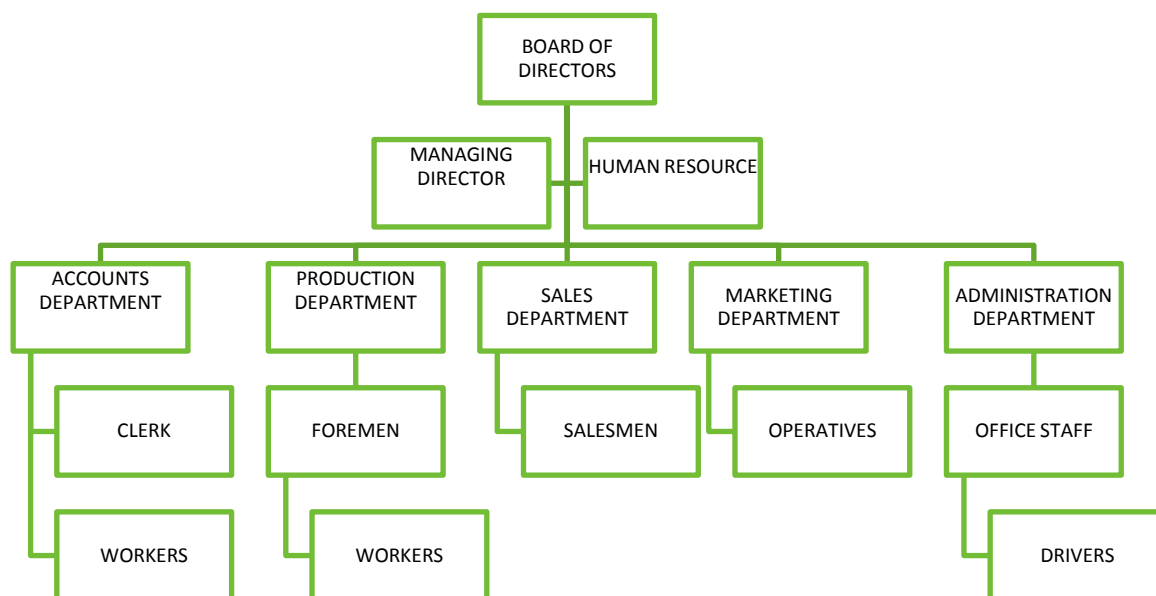 BOARD OF
DIRECTORS
MANAGING
DIRECTOR
HUMAN RESOURCE
ACCOUNTS
DEPARTMENT
PRODUCTION
DEPARTMENT
SALES
DEPARTMENT
MARKETING
DEPARTMENT
ADMINISTRATION
DEPARTMENT
CLERK
FOREMEN
SALESMEN
OPERATIVES
OFFICE STAFF
WORKERS
WORKERS
DRIVERS